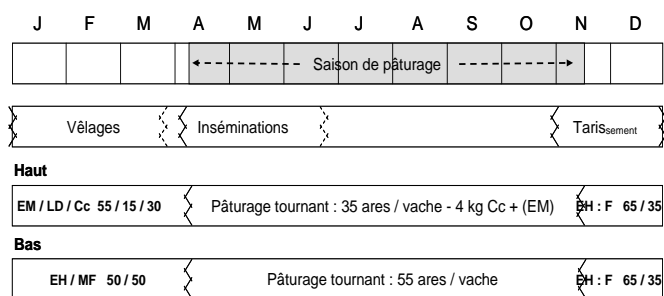 J F M A M J J A S O N D
Saison de pâturage
Vêlages Inséminations Tarissement
Haut
EM / LD / Cc 55 / 15 / 30 Pâturage tournant : 35 ares / vache - 4 kg Cc + (EM) EH : F 65 / 35
Bas
EH / MF 50 / 50 Pâturage tournant : 55 ares / vache EH : F 65 / 35